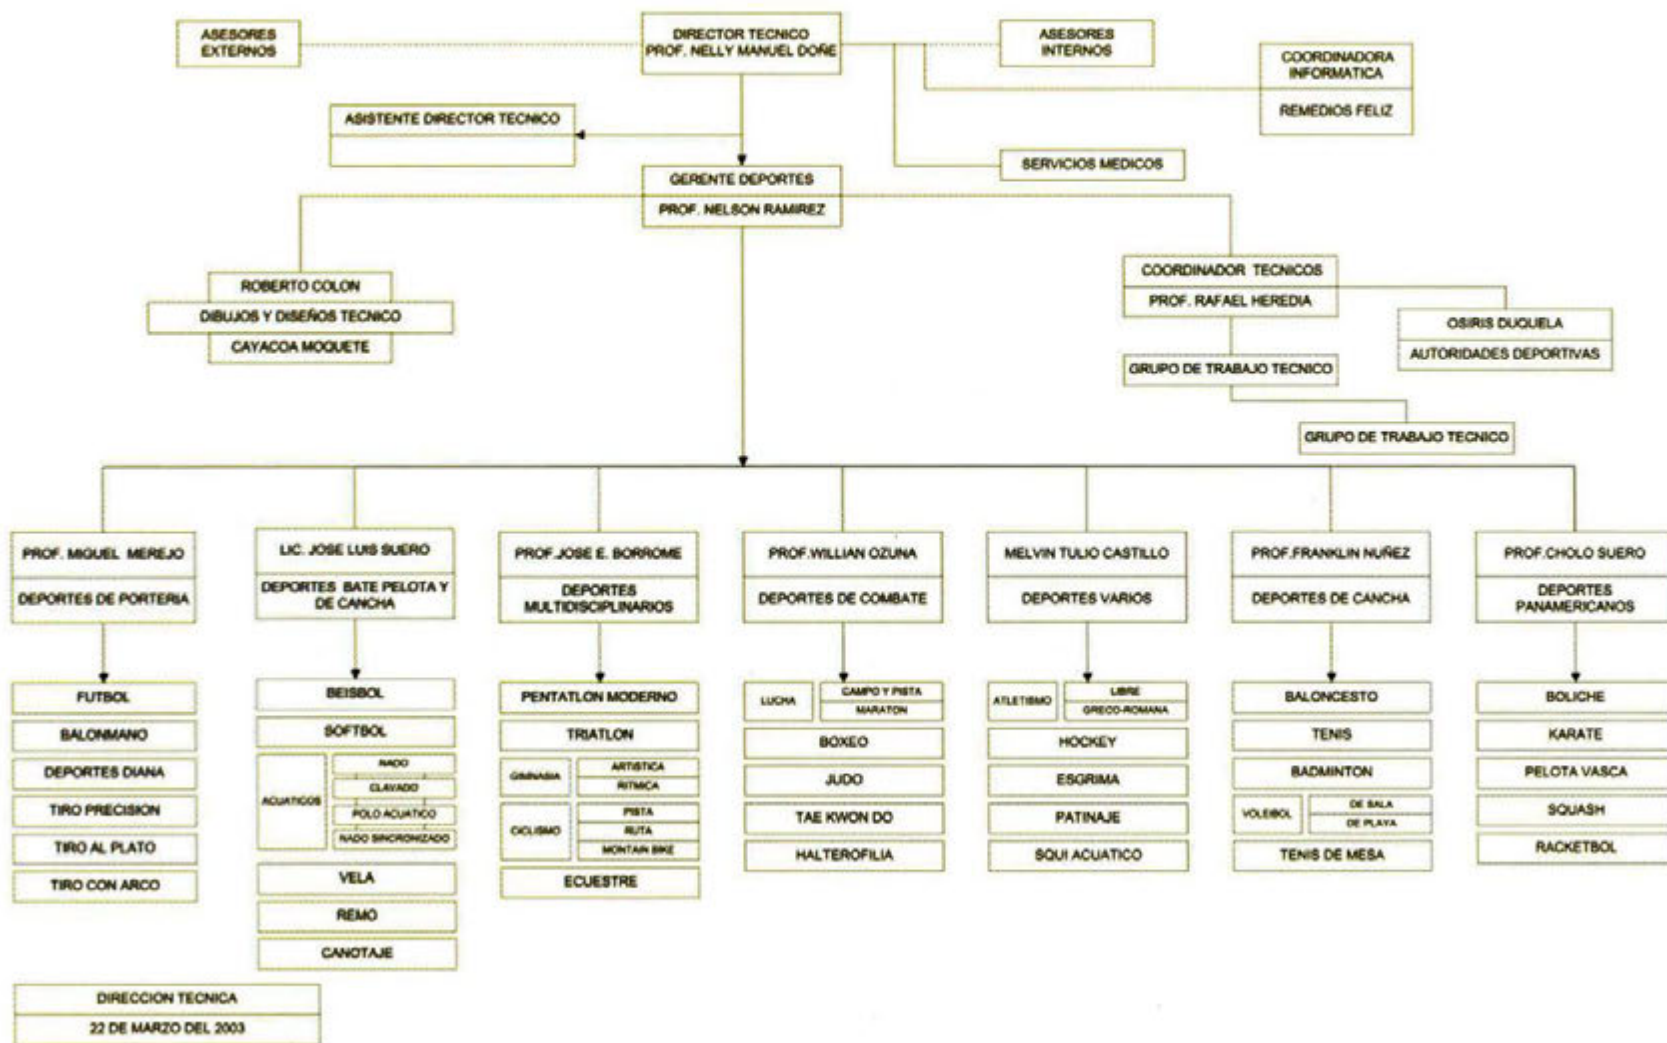 ASESORES
EXTERNOS
DIRECTOR TECNICO
PROF. NELLY MANUEL DOÑE
ASESORES
INTERNOS
COORDINADORA
INFORMATICA
REMEDIOS FELIZ
ASISTENTE DIRECTOR TECNICO
SERVICIOS MEDICOS
GERENTE DEPORTES
PROF. NELSON RAMIREZ
ROBERTO COLON
DIBUJOS Y DISEÑOS TECNICO
CAYACOA MOQUETE
COORDINADOR TECNICOS
PROF. RAFAEL HEREDIA
OSIRIS DUQUELA
AUTORIDADES DEPORTIVAS
GRUPO DE TRABAJO TECNICO
GRUPO DE TRABAJO TECNICO
PROF. MIGUEL MEREJO
DEPORTES DE PORTERIA
FUTBOL
BALONMANO
DEPORTES DIANA
TIRO PRECISION
TIRO AL PLATO
TIRO CON ARCO
LIC. JOSE LUIS SUERO
DEPORTES BATE PELOTA Y
DE CANCHA
BEISBOL
SOFTBOL
ACUATICOS
NADO
CLAVADO
POLO ACUATICO
NADO SINCRONIZADO
VELA
REMO
CANOTAJE
PROF.JOSE E. BORROME
DEPORTES
MULTIDISCIPLINARIOS
PENTATLON MODERNO
TRIATLON
GIMNASIA
ARTISTICA
RITMICA
CICLISMO
PISTA
RUTA
MONTAIN BIKE
ECUESTRE
PROF.WILLIAN OZUNA
DEPORTES DE COMBATE
LUCHA
CAMPO Y PISTA
MARATON
BOXEO
JUDO
TAE KWON DO
HALTEROFILIA
MELVIN TULIO CASTILLO
DEPORTES VARIOS
ATLETISMO
LIBRE
GRECO-ROMANA
HOCKEY
ESGRIMA
PATINAJE
SQUI ACUATICO
PROF.FRANKLIN NUÑEZ
DEPORTES DE CANCHA
BALONCESTO
TENIS
BADMINTON
VOLEIBOL
DE SALA
DE PLAYA
TENIS DE MESA
PROF.CHOLO SUERO
DEPORTES
PANAMERICANOS
BOLICHE
KARATE
PELOTA VASCA
SQUASH
RACKETBOL
DIRECCION TECNICA
22 DE MARZO DEL 2003